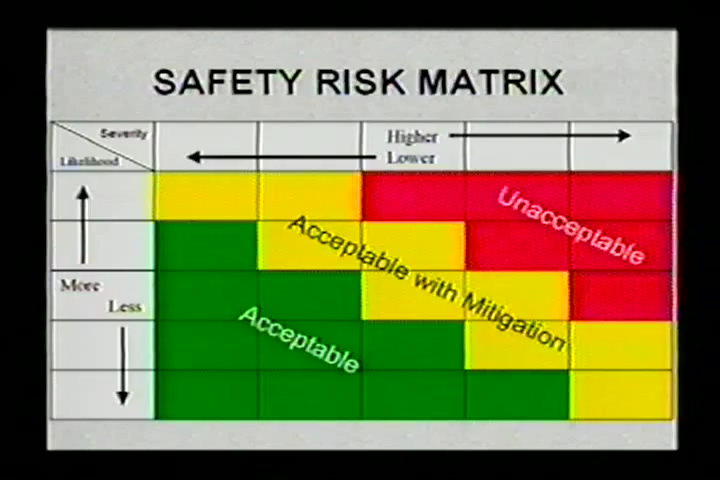 SAFETY RISK MATRIX
Severity
Likelihood
Higher
Lower
Unacceptable
Acceptable with Mitigation
More
Less
Acceptable